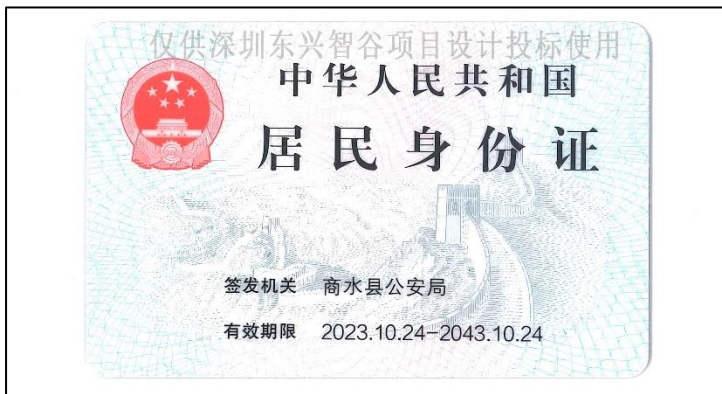 仅供深圳东兴智谷项目设计投标使用
中华人民共和国
居民身份证
签发机关 商水县公安局
有效期限 2023.10.24-2043.10.24